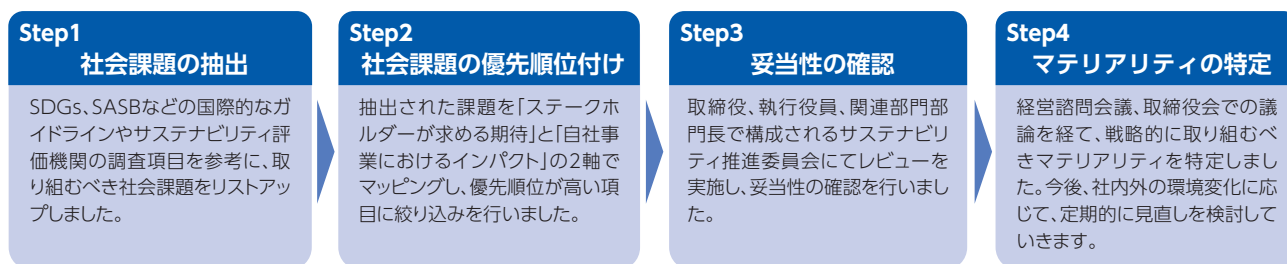 Step1
社会課題の抽出
SDGs、SASBなどの国際的なガ
イドラインやサステナビリティ評
価機関の調査項目を参考に、取
り組むべき社会課題をリストアッ
プしました。
Step2
社会課題の優先順位付け
抽出された課題を「ステークホ
ルダーが求める期待」と「自社事
業におけるインパクト」の2軸で
マッピングし、優先順位が高い項
目に絞り込みを行いました。
Step3
妥当性の確認
取締役、執行役員、関連部門部
門長で構成されるサステナビリ
ティ推進委員会にてレビューを
実施し、妥当性の確認を行いまし
た。
Step4
マテリアリティの特定
経営諮問会議、取締役会での議
論を経て、戦略的に取り組むべ
きマテリアリティを特定しまし
た。今後、社内外の環境変化に応
じて、定期的に見直しを検討して
いきます。